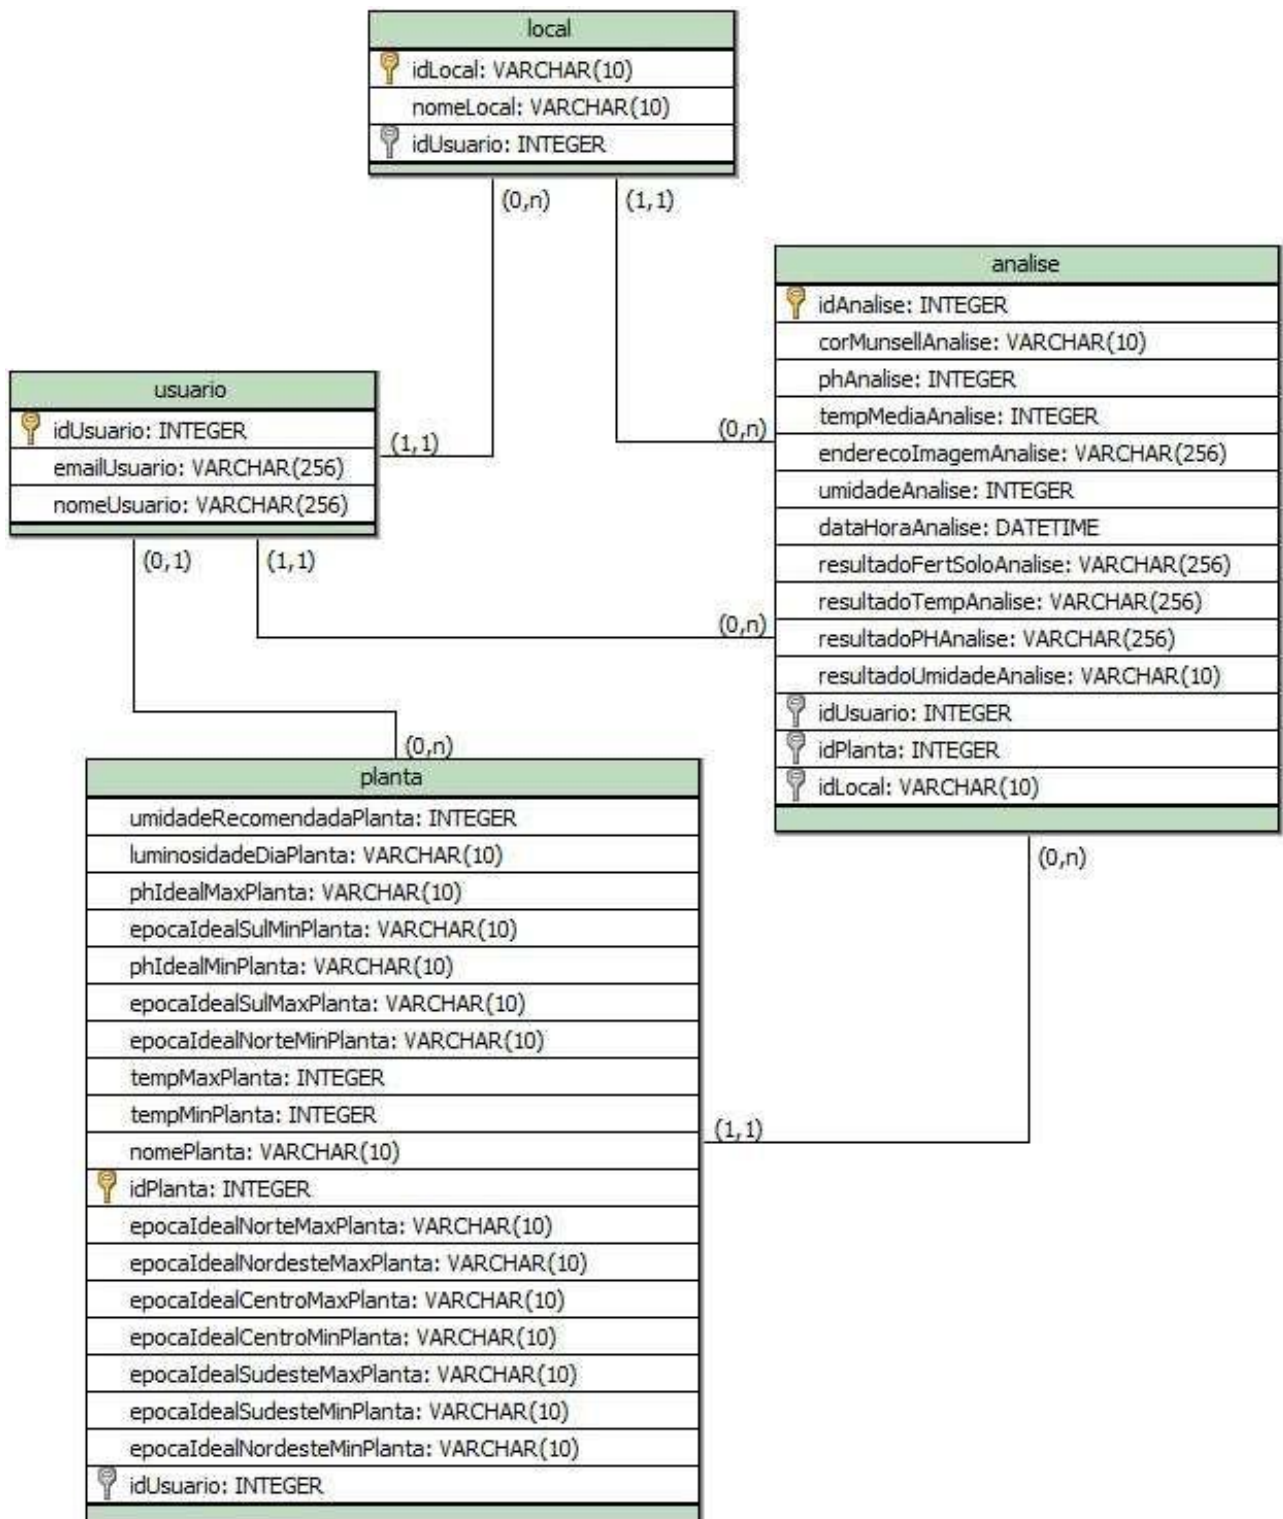 local
idLocal: VARCHAR(10)
nomeLocal: VARCHAR(10)
idUsuario: INTEGER
(0,n)
(1,1)
analise
idAnalise: INTEGER
corMunsellAnalise: VARCHAR(10)
phAnalise: INTEGER
tempMediaAnalise: INTEGER
enderecoImagemAnalise: VARCHAR(256)
umidadeAnalise: INTEGER
dataHoraAnalise: DATETIME
resultadoFertSoloAnalise: VARCHAR(256)
resultadoTempAnalise: VARCHAR(256)
resultadoPHAnalise: VARCHAR(256)
resultadoUmidadeAnalise: VARCHAR(10)
idUsuario: INTEGER
idPlanta: INTEGER
idLocal: VARCHAR(10)
(0,n)
(0,n)
(0,n)
usuario
idUsuario: INTEGER
emailUsuario: VARCHAR(256)
nomeUsuario: VARCHAR(256)
(1,1)
(0,1)
(1,1)
(0,n)
planta
umidadeRecomendadaPlanta: INTEGER
luminosidadeDiaPlanta: VARCHAR(10)
phIdealMaxPlanta: VARCHAR(10)
epocaIdealSulMinPlanta: VARCHAR(10)
phIdealMinPlanta: VARCHAR(10)
epocaIdealSulMaxPlanta: VARCHAR(10)
epocaIdealNorteMinPlanta: VARCHAR(10)
tempMaxPlanta: INTEGER
tempMinPlanta: INTEGER
nomePlanta: VARCHAR(10)
idPlanta: INTEGER
epocaIdealNorteMaxPlanta: VARCHAR(10)
epocaIdealNordesteMaxPlanta: VARCHAR(10)
epocaIdealCentroMaxPlanta: VARCHAR(10)
epocaIdealCentroMinPlanta: VARCHAR(10)
epocaIdealSudesteMaxPlanta: VARCHAR(10)
epocaIdealSudesteMinPlanta: VARCHAR(10)
epocaIdealNordesteMinPlanta: VARCHAR(10)
idUsuario: INTEGER
(1,1)